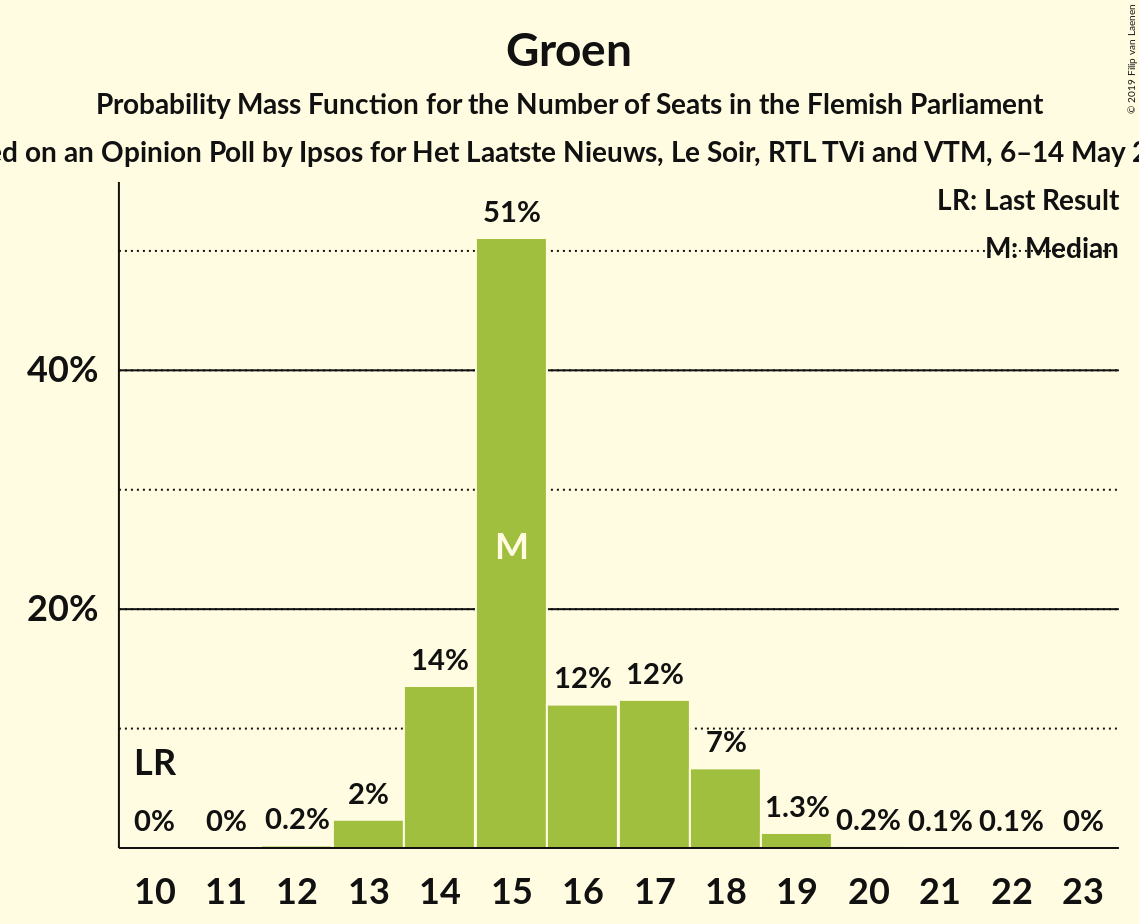 © 2019 Filip van Laenen
Groen
Probability Mass Function for the Number of Seats in the Flemish Parliament
on an Opinion Poll by Ipsos for Het Laatste Nieuws, Le Soir, RTL TVi and VTM, 6–14 May
LR: Last Result
M: Median
51%
40%
M
20%
14% 12% 12%
7%
LR
0% 0% 0.2% 2% 1.3% 0.2% 0.1% 0.1% 0%
10 11 12 13 14 15 16 17 18 19 20 21 22 23